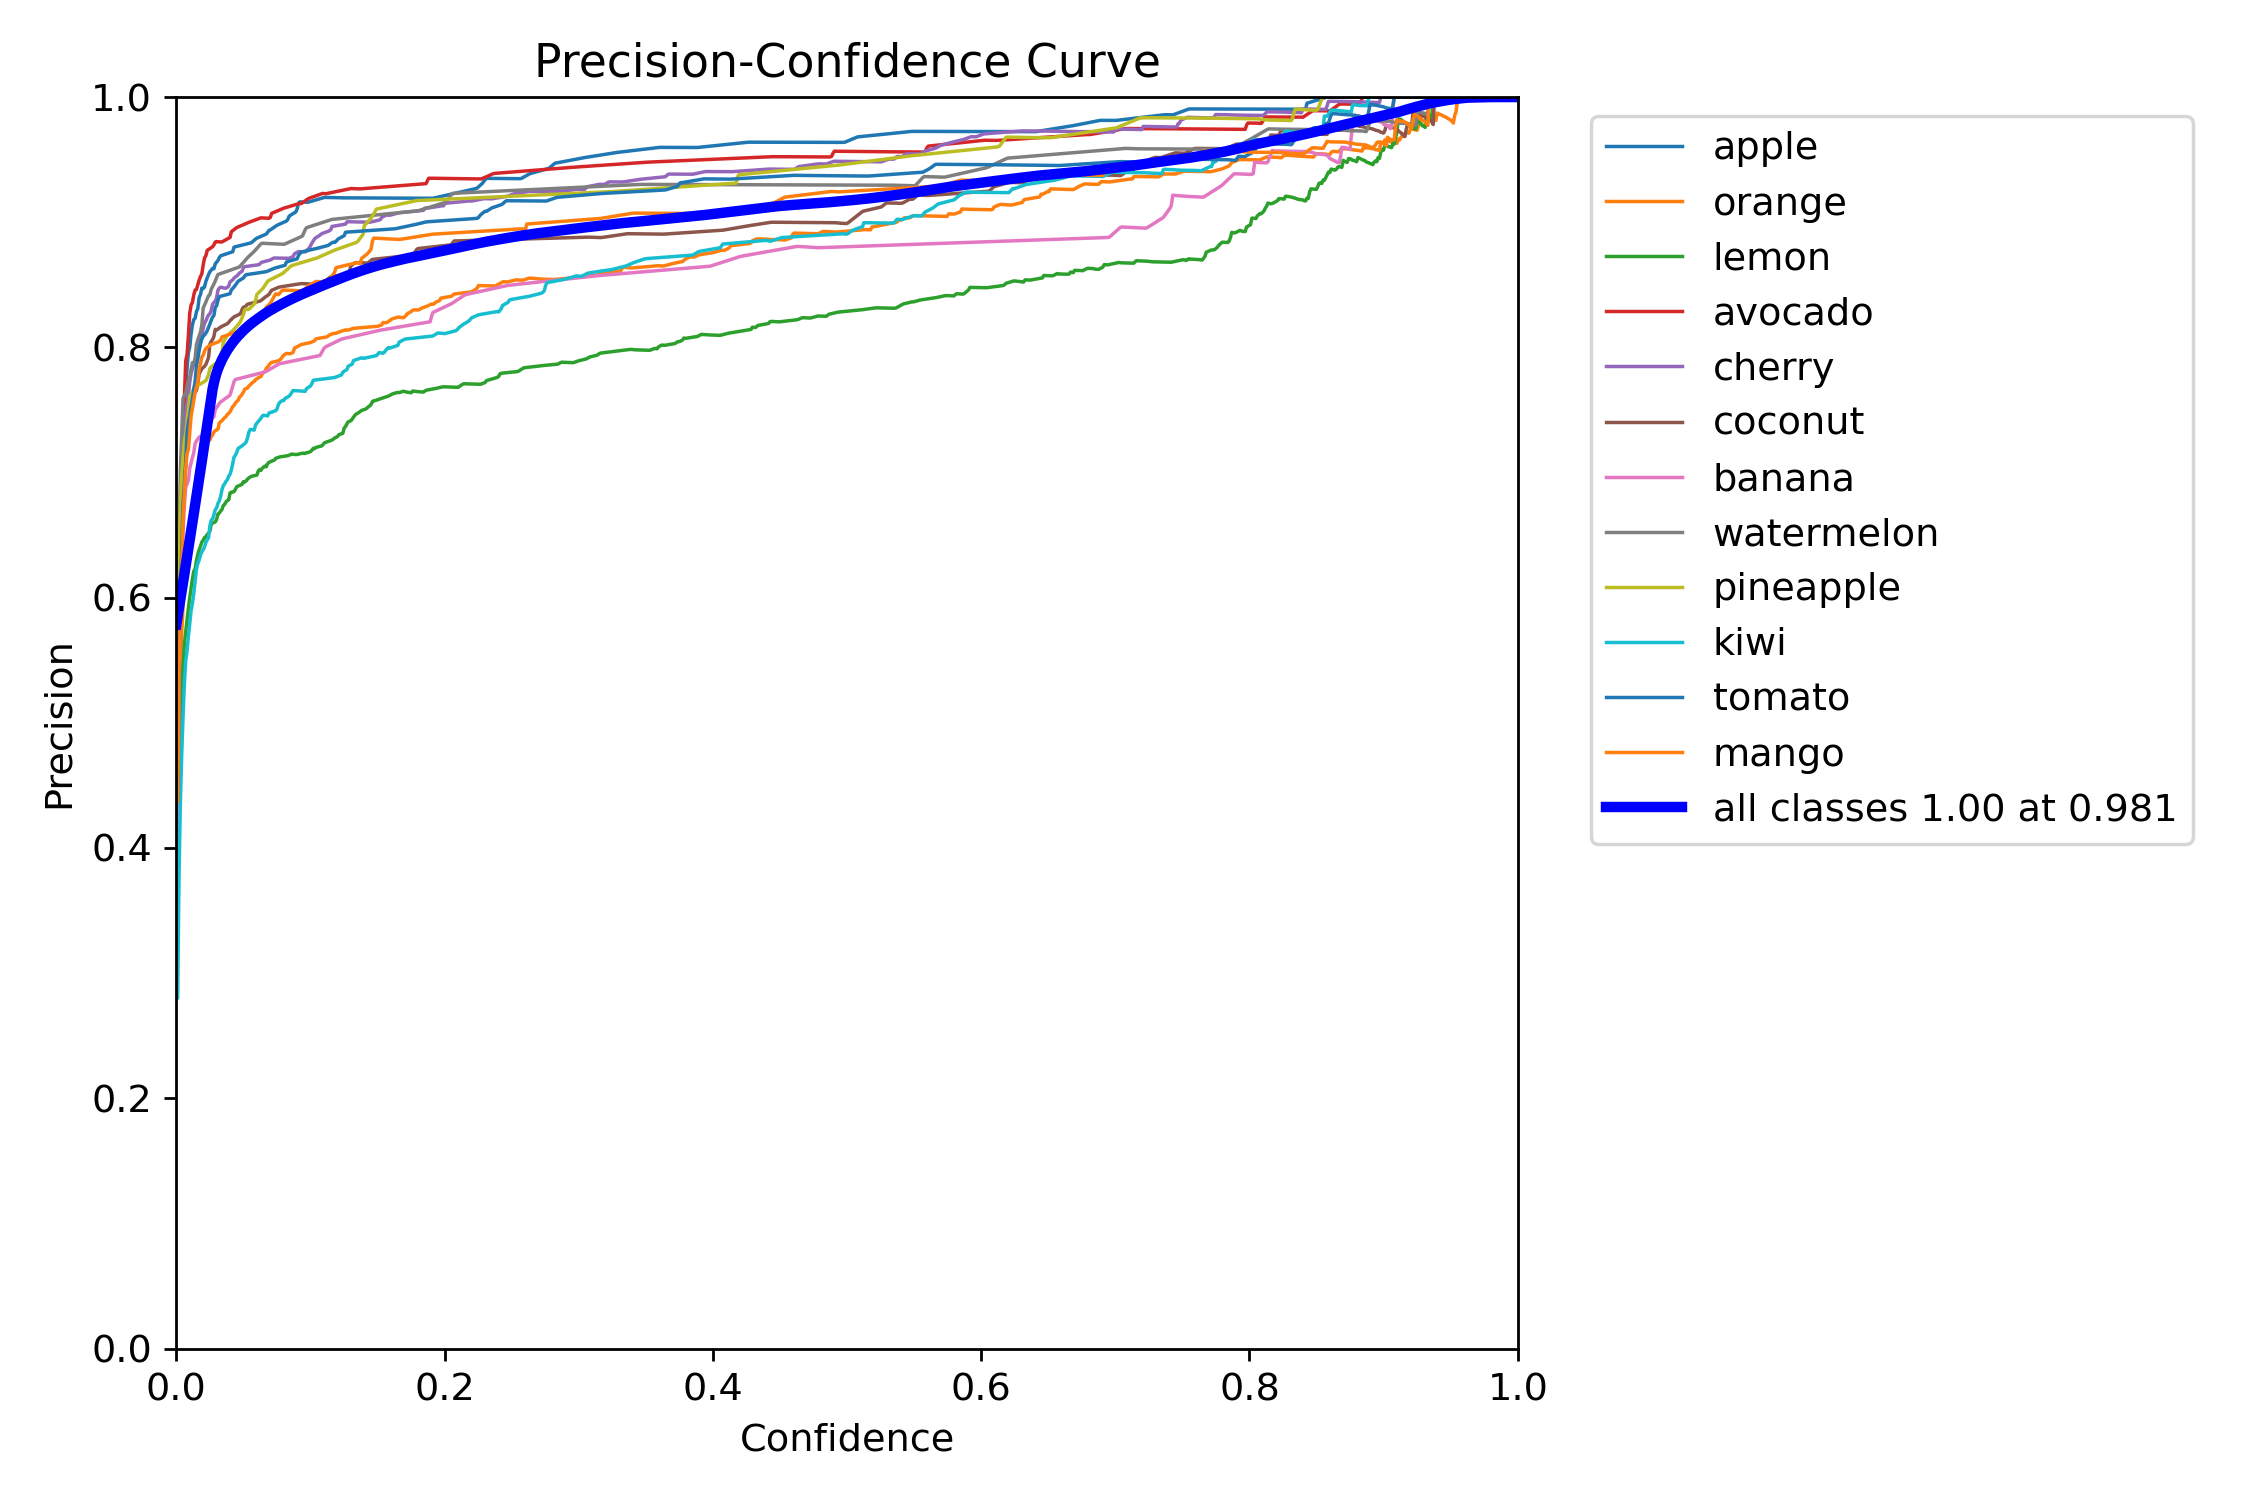 Precision-Confidence Curve
1.0
0.8
0.6
0.4
0.2
0.0
Precision
0.0 0.2 0.4 0.6 0.8 1.0
Confidence
apple
orange
lemon
avocado
cherry
coconut
banana
watermelon
pineapple
kiwi
tomato
mango
all classes 1.00 at 0.981